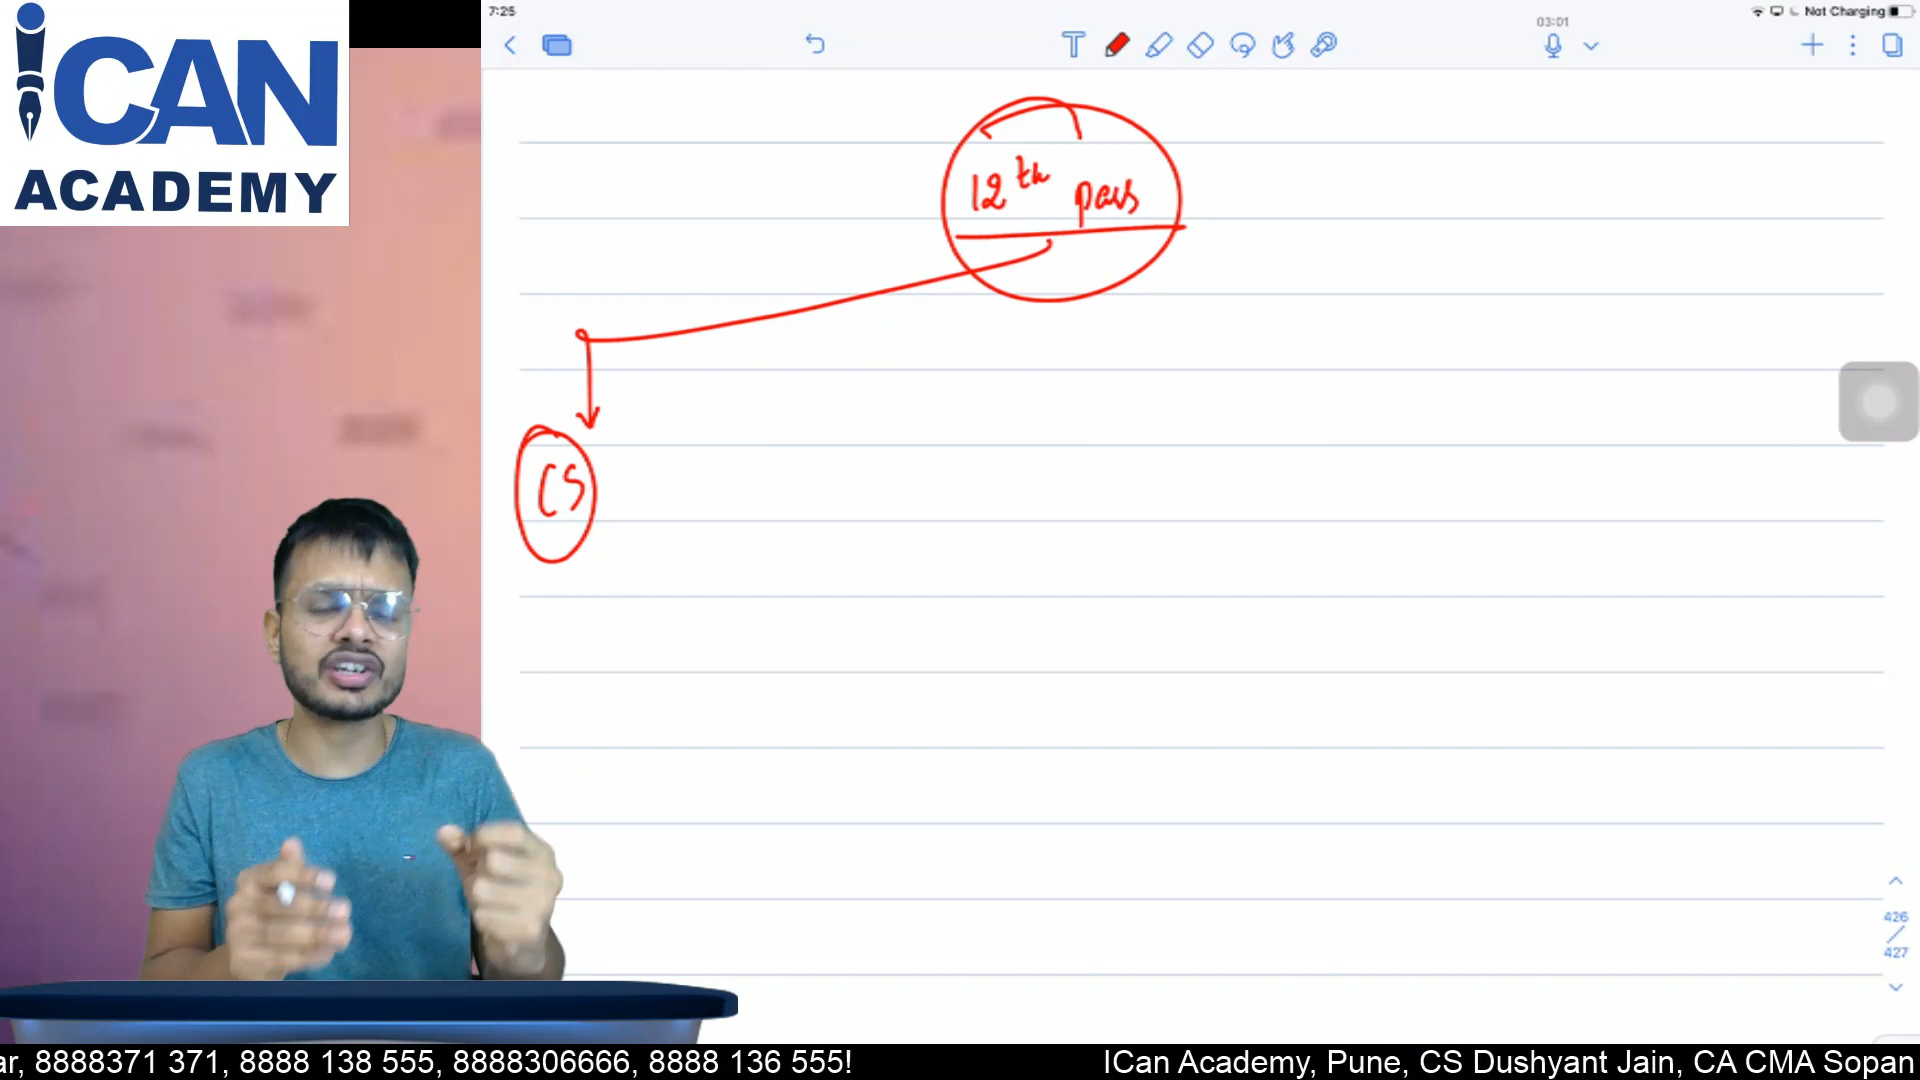 iCAN
ACADEMY
7:25
Not Charging
03:01
12th pass
CS
426
427
ar, 8888371 371, 8888 138 555, 8888306666, 8888 136 555!
ICan Academy, Pune, CS Dushyant Jain, CA CMA Sopan